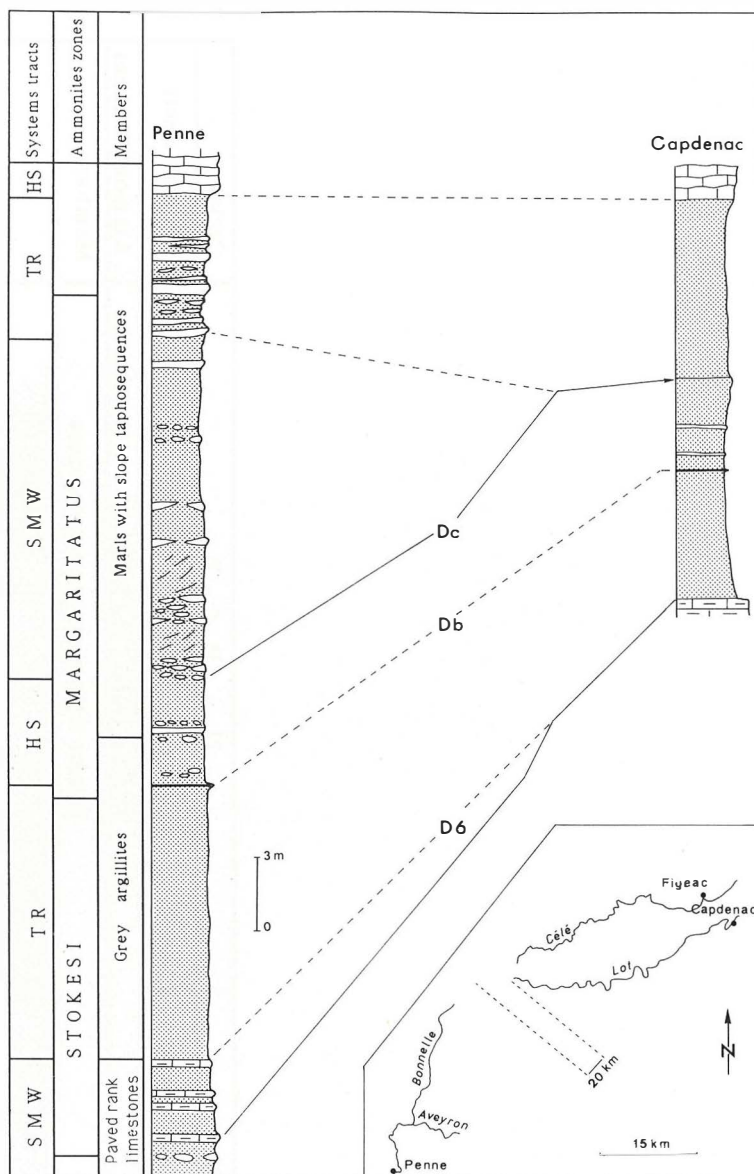 Systems tracts
Ammonites zones
Members
Penne
Capdenac
HS
TR
SMW
HS
TR
SMW
MARGARITATUS
STOKESI
Marls with slope taphosequences
Grey argillites
Paved rank
limestones
Dc
Db
D6
3 m
0
Figeac
Capdenac
Célé
Lot
Bonnelle
20 km
N
Aveyron
15 km
Penne